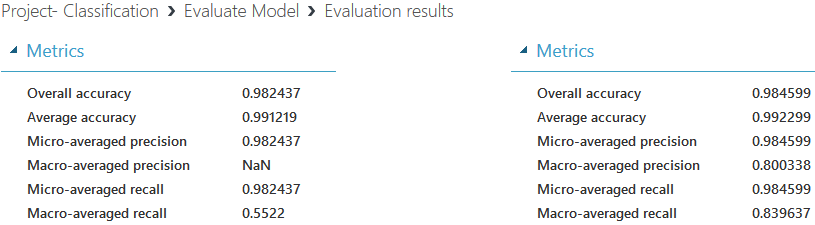 Project- Classification › Evaluate Model › Evaluation results
Metrics
Overall accuracy 0.982437
Average accuracy 0.991219
Micro-averaged precision 0.982437
Macro-averaged precision NaN
Micro-averaged recall 0.982437
Macro-averaged recall 0.5522
Metrics
Overall accuracy 0.984599
Average accuracy 0.992299
Micro-averaged precision 0.984599
Macro-averaged precision 0.800338
Micro-averaged recall 0.984599
Macro-averaged recall 0.839637